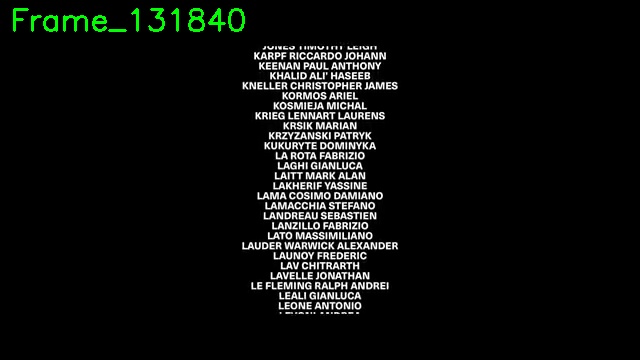 Frame_131840
JONES TIMOTHY LEIGH
KARPF RICCARDO JOHANN
KEENAN PAUL ANTHONY
KHALID ALI' HASEEB
KNELLER CHRISTOPHER JAMES
KORMOS ARIEL
KOSMIEJA MICHAL
KRIEG LENNART LAURENS
KRSIK MARIAN
KRZYZANSKI PATRYK
KUKURYTE DOMINYKA
LA ROTA FABRIZIO
LAGHI GIANLUCA
LAITT MARK ALAN
LAKHERIF YASSINE
LAMA COSIMO DAMIANO
LAMACCHIA STEFANO
LANDREAU SEBASTIEN
LANZILLO FABRIZIO
LATO MASSIMILIANO
LAUDER WARWICK ALEXANDER
LAUNOY FREDERIC
LAV CHITRARTH
LAVELLE JONATHAN
LE FLEMING RALPH ANDREI
LEALI GIANLUCA
LEONE ANTONIO